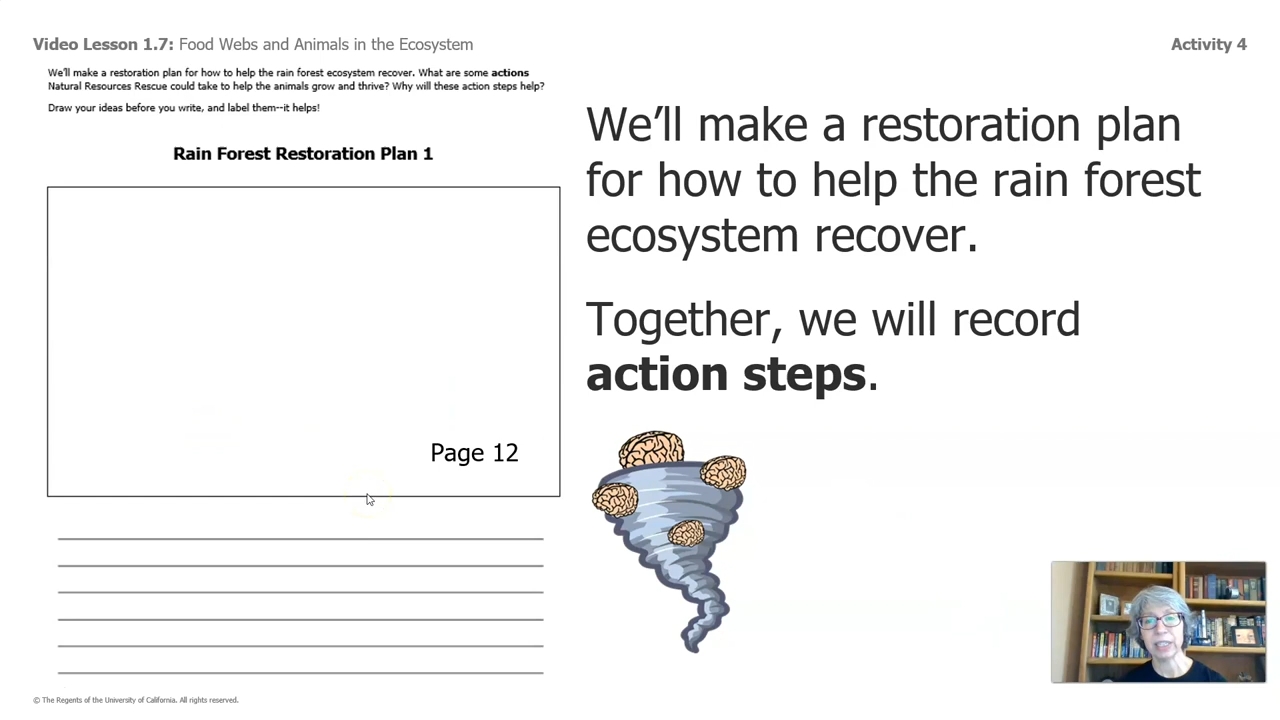 Video Lesson 1.7: Food Webs and Animals in the Ecosystem
Activity 4
We'll make a restoration plan for how to help the rain forest ecosystem recover. What are some actions
Natural Resources Rescue could take to help the animals grow and thrive? Why will these action steps help?
Draw your ideas before you write, and label them--it helps!
Rain Forest Restoration Plan 1
Page 12
We'll make a restoration plan
for how to help the rain forest
ecosystem recover.
Together, we will record
action steps.
© The Regents of the University of California. All rights reserved.